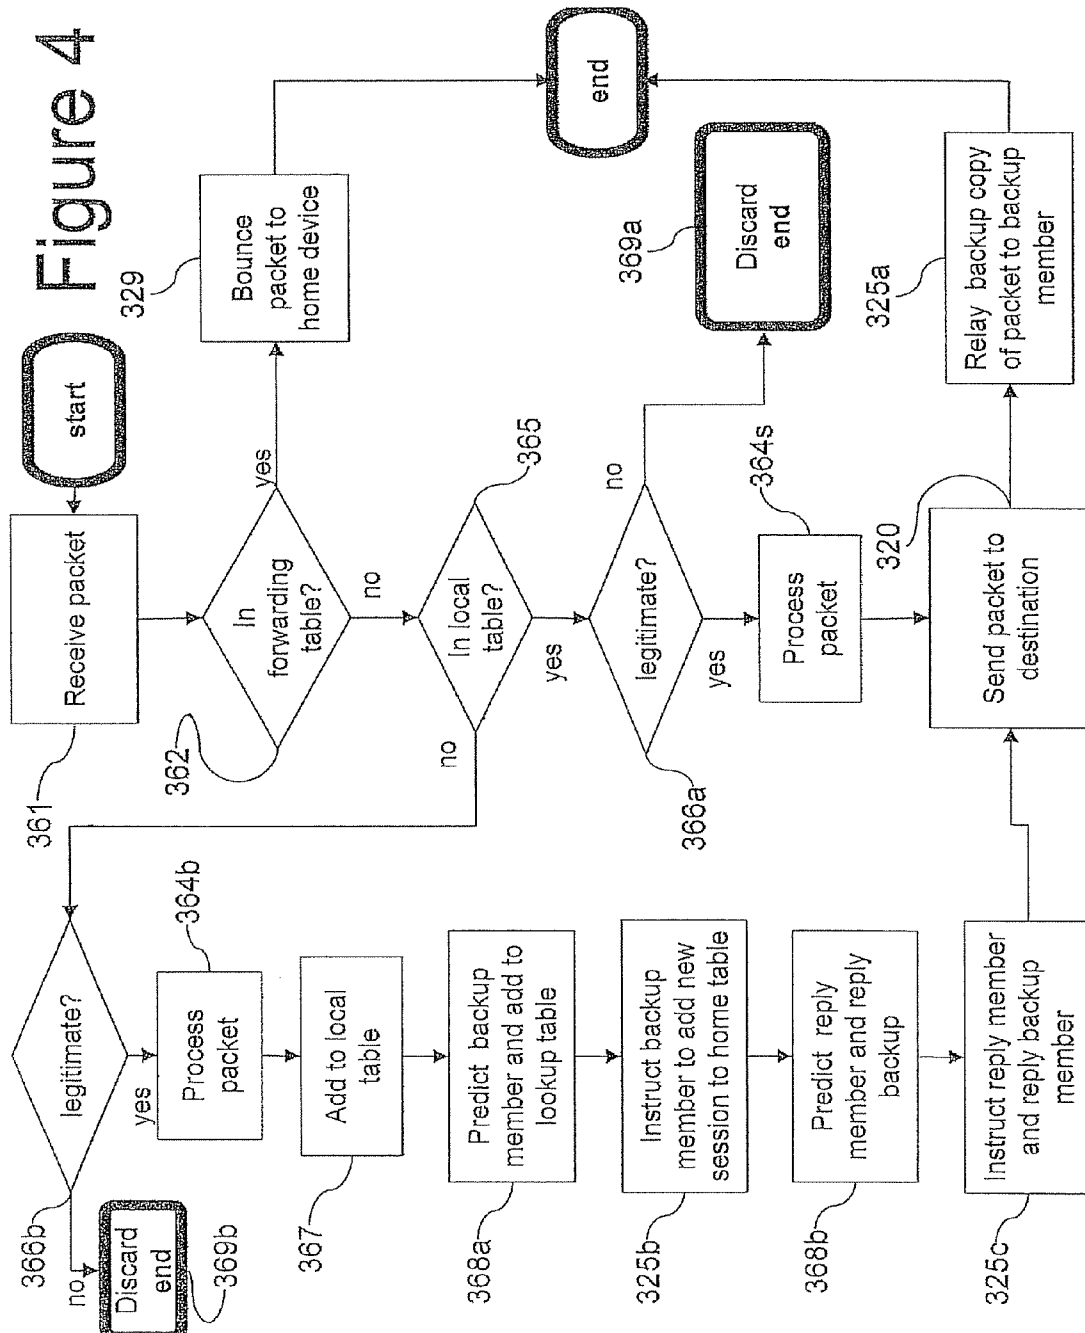 Figure 4
start
Receive packet
361
In
forwarding
table?
362
yes
no
Bounce
packet to
home device
329
end
In local
table?
365
no
yes
legitimate?
366a
no
yes
Discard
end
369a
Process
packet
364s
Send packet to
destination
320
Relay backup copy
of packet to backup
member
325a
legitimate?
366b
no
yes
Discard
end
369b
Process
packet
364b
Add to local
table
367
Predict backup
member and add to
lookup table
368a
Instruct backup
member to add new
session to home table
325b
Predict reply
member and reply
backup
368b
Instruct reply member
and reply backup
member
325c